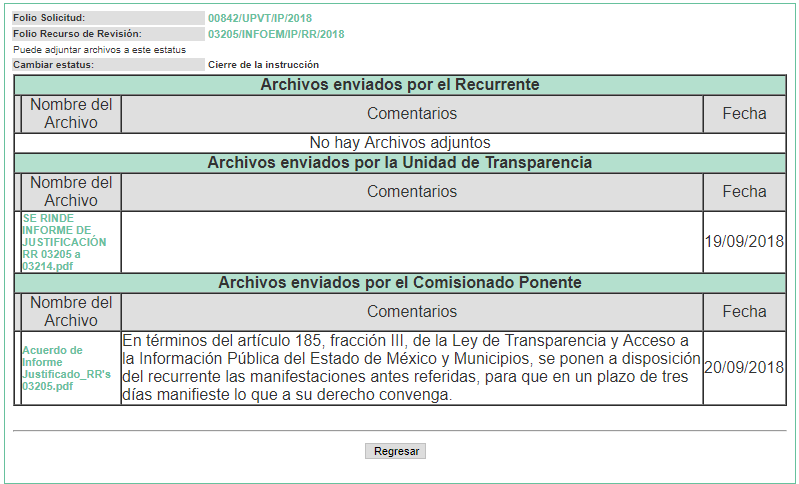 Folio Solicitud: 00842/UPVT/IP/2018
Folio Recurso de Revisión: 03205/INFOEM/IP/RR/2018
Puede adjuntar archivos a este estatus
Cambiar estatus: Cierre de la instrucción
Archivos enviados por el Recurrente
Nombre del
Archivo
Comentarios
Fecha
No hay Archivos adjuntos
Archivos enviados por la Unidad de Transparencia
Nombre del
Archivo
Comentarios
Fecha
SE RINDE
INFORME DE
JUSTIFICACIÓN
RR 03205 a
03214.pdf
19/09/2018
Archivos enviados por el Comisionado Ponente
Nombre del
Archivo
Comentarios
Fecha
Acuerdo de
Informe
Justificado_RR's
03205.pdf
En términos del artículo 185, fracción III, de la Ley de Transparencia y Acceso a
la Información Pública del Estado de México y Municipios, se ponen a disposición
del recurrente las manifestaciones antes referidas, para que en un plazo de tres
días manifieste lo que a su derecho convenga.
20/09/2018
Regresar